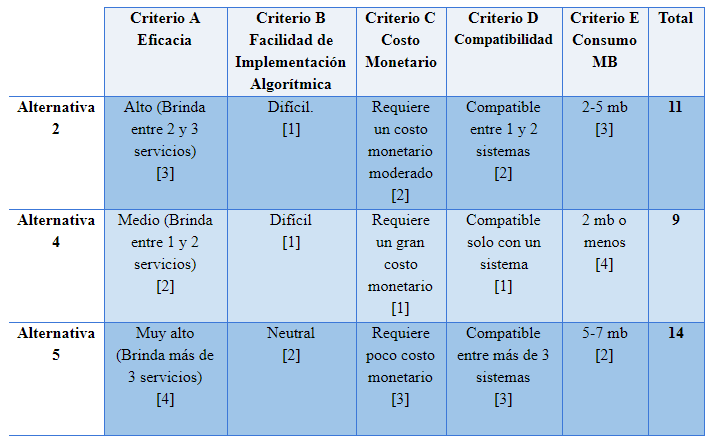 Criterio A
Eficacia
Criterio B
Facilidad de
Implementación
Algorítmica
Criterio C
Costo
Monetario
Criterio D
Compatibilidad
Criterio E
Consumo
MB
Total
Alternativa
2
Alto (Brinda
entre 2 y 3
servicios)
[3]
Difícil.
[1]
Requiere
un costo
monetario
moderado
[2]
Compatible
entre 1 y 2
sistemas
[2]
2-5 mb
[3]
11
Alternativa
4
Medio (Brinda
entre 1 y 2
servicios)
[2]
Difícil
[1]
Requiere
un gran
costo
monetario
[1]
Compatible
solo con un
sistema
[1]
2 mb o
menos
[4]
9
Alternativa
5
Muy alto
(Brinda más de
3 servicios)
[4]
Neutral
[2]
Requiere
poco costo
monetario
[3]
Compatible
entre más de 3
sistemas
[3]
5-7 mb
[2]
14